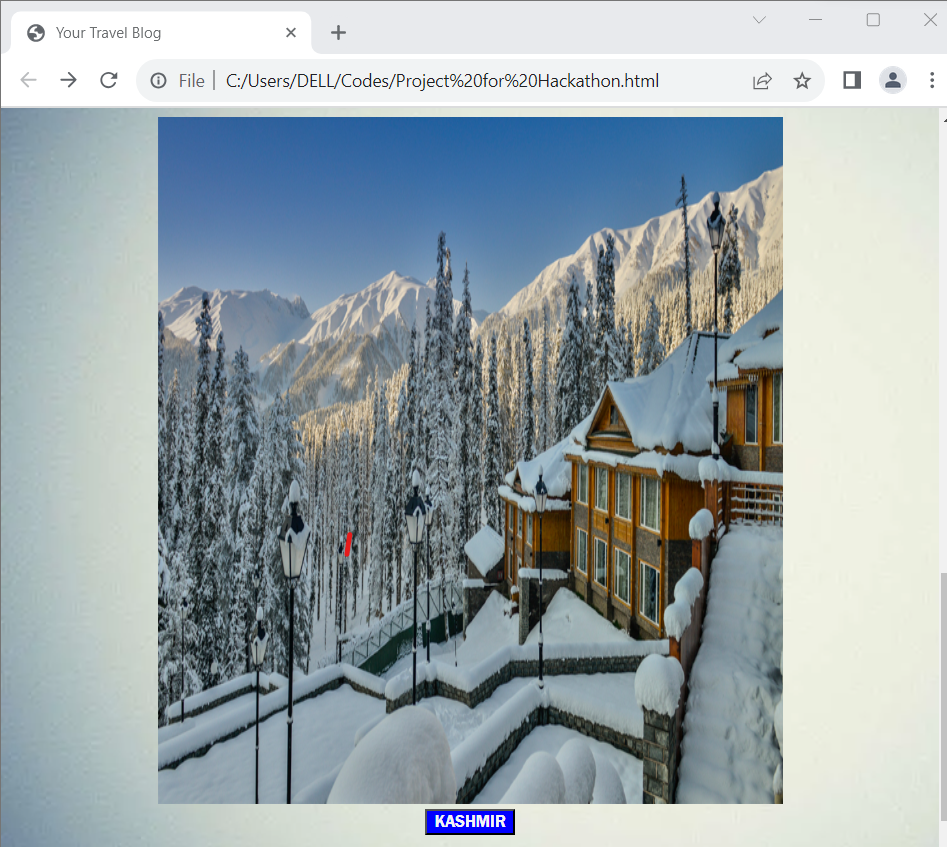 Your Travel Blog
File C:/Users/DELL/Codes/Project%20for%20Hackathon.html
KASHMIR